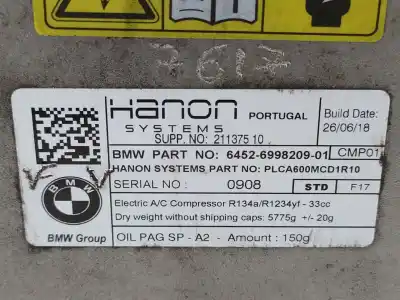 7617
Hanon
SYSTEMS
PORTUGAL
Build Date:
26/06/18
SUPP. NO: 211375 10
BMW PART NO: 6452-6998209-01 CMP01
HANON SYSTEMS PART NO: PLCA600MCD1R10
SERIAL NO : 0908 STD F17
BMW
Electric A/C Compressor R134a/R1234yf - 33cc
Dry weight without shipping caps: 5775g +/- 20g
BMW Group
OIL PAG SP - A2 - Amount : 150g